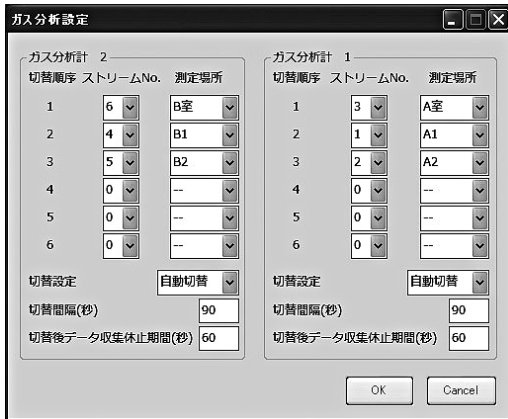 ガス分析設定
ガス分析計 2
切替順序 ストリームNo. 測定場所
1 6 B室
2 4 B1
3 5 B2
4 0 --
5 0 --
6 0 --
切替設定 自動切替
切替間隔(秒) 90
切替後データ収集休止期間(秒) 60
ガス分析計 1
切替順序 ストリームNo. 測定場所
1 3 A室
2 1 A1
3 2 A2
4 0 --
5 0 --
6 0 --
切替設定 自動切替
切替間隔(秒) 90
切替後データ収集休止期間(秒) 60
OK Cancel